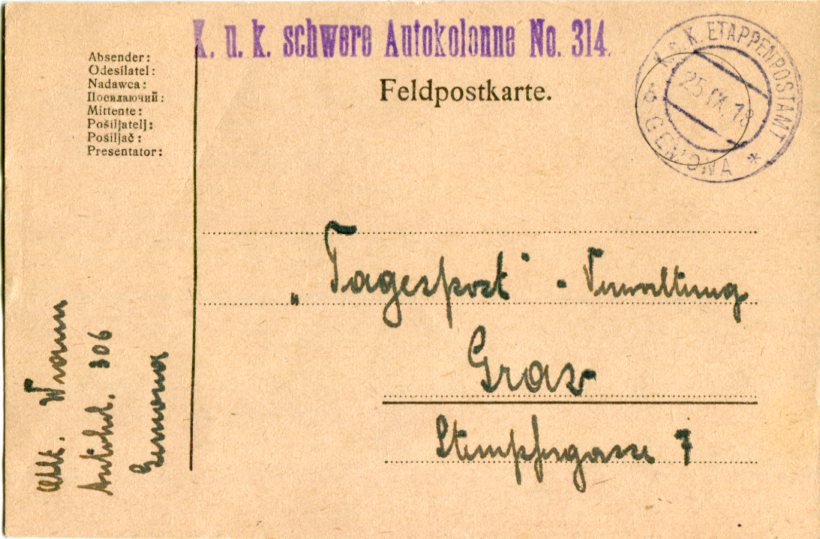 K. u. k. schwere Autokolonne No. 314.
K. u. K. ETAPPENPOSTAMT
25. IX. 18
GEMONA *
Absender:
Odesilatel:
Nadawca:
Посилаючий:
Mittente:
Pošiljatelj:
Pošiljač:
Presentator:
Feldpostkarte.
„Tagespost“ - Verwaltung
Graz
Stempfergasse 7
Autokol. 306
Gemona